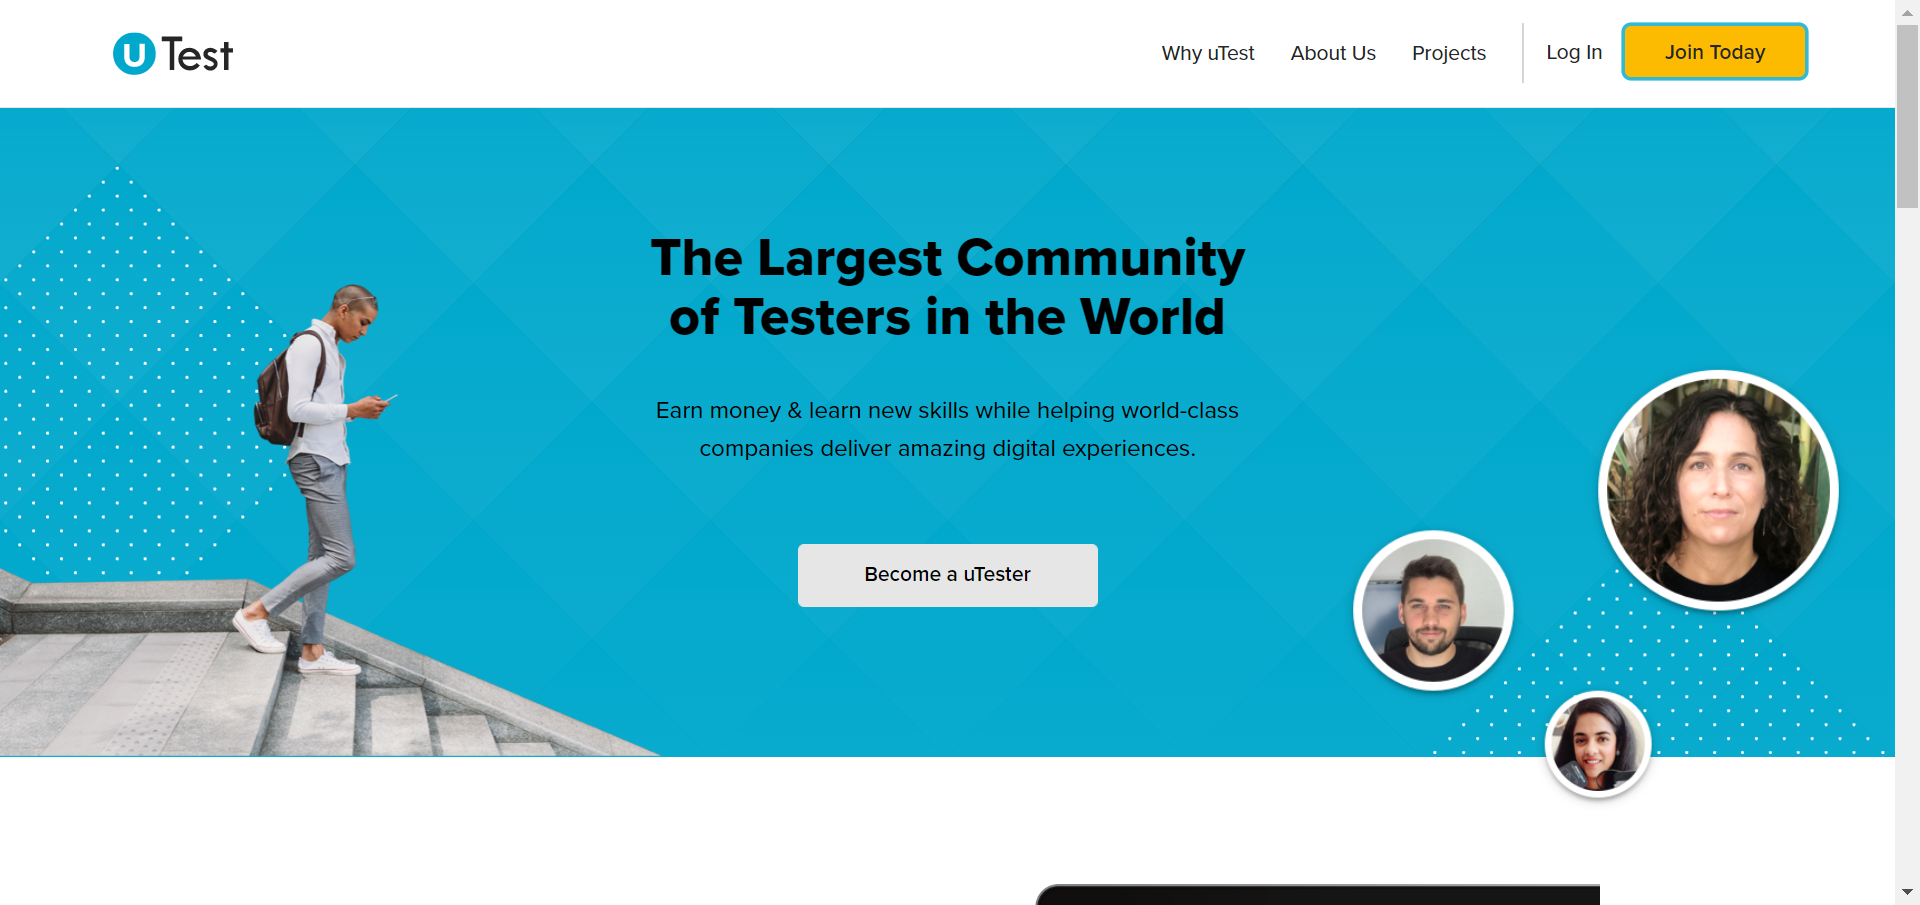 uTest
Why uTest
About Us
Projects
Log In
Join Today
The Largest Community
of Testers in the World
Earn money & learn new skills while helping world-class
companies deliver amazing digital experiences.
Become a uTester